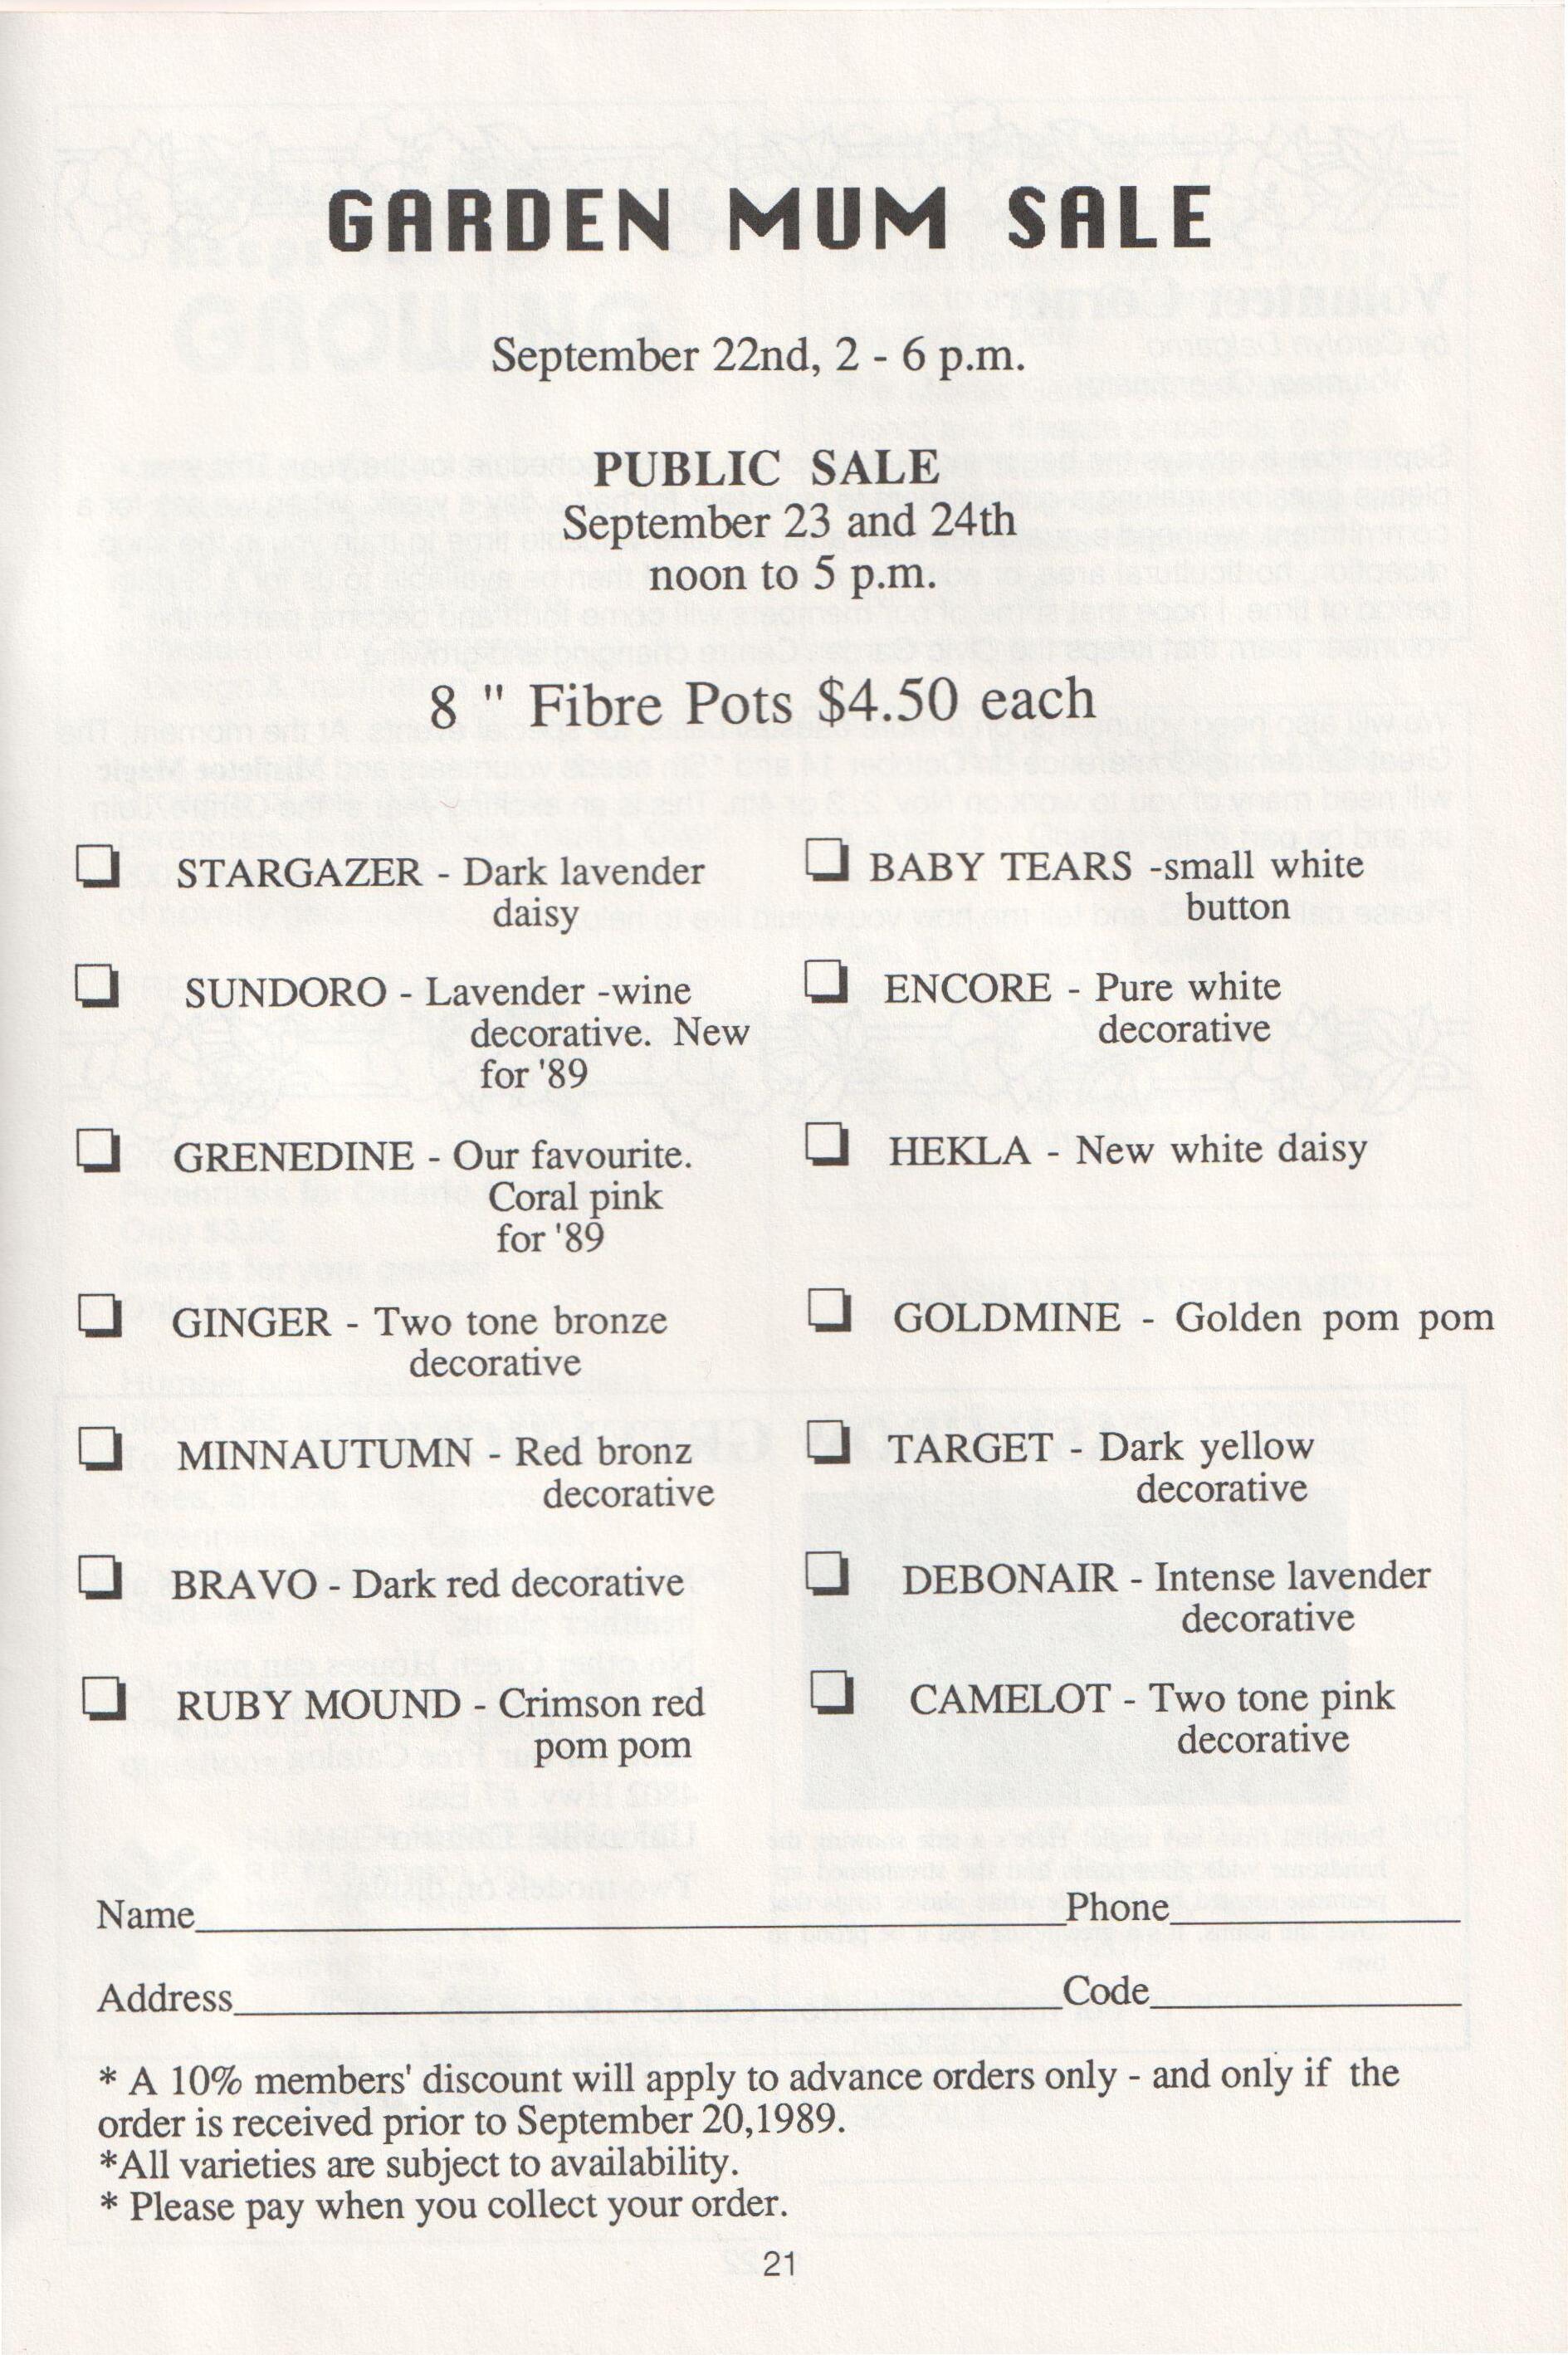 GARDEN MUM SALE
September 22nd, 2 - 6 p.m.
PUBLIC SALE
September 23 and 24th
noon to 5 p.m.
8 " Fibre Pots $4.50 each
STARGAZER - Dark lavender
daisy
SUNDORO - Lavender -wine
decorative. New
for '89
GRENEDINE - Our favourite.
Coral pink
for '89
GINGER - Two tone bronze
decorative
MINNAUTUMN - Red bronz
decorative
BRAVO - Dark red decorative
RUBY MOUND - Crimson red
pom pom
BABY TEARS -small white
button
ENCORE - Pure white
decorative
HEKLA - New white daisy
GOLDMINE - Golden pom pom
TARGET - Dark yellow
decorative
DEBONAIR - Intense lavender
decorative
CAMELOT - Two tone pink
decorative
Name Phone
Address Code
* A 10% members' discount will apply to advance orders only - and only if the
order is received prior to September 20,1989.
*All varieties are subject to availability.
* Please pay when you collect your order.
21